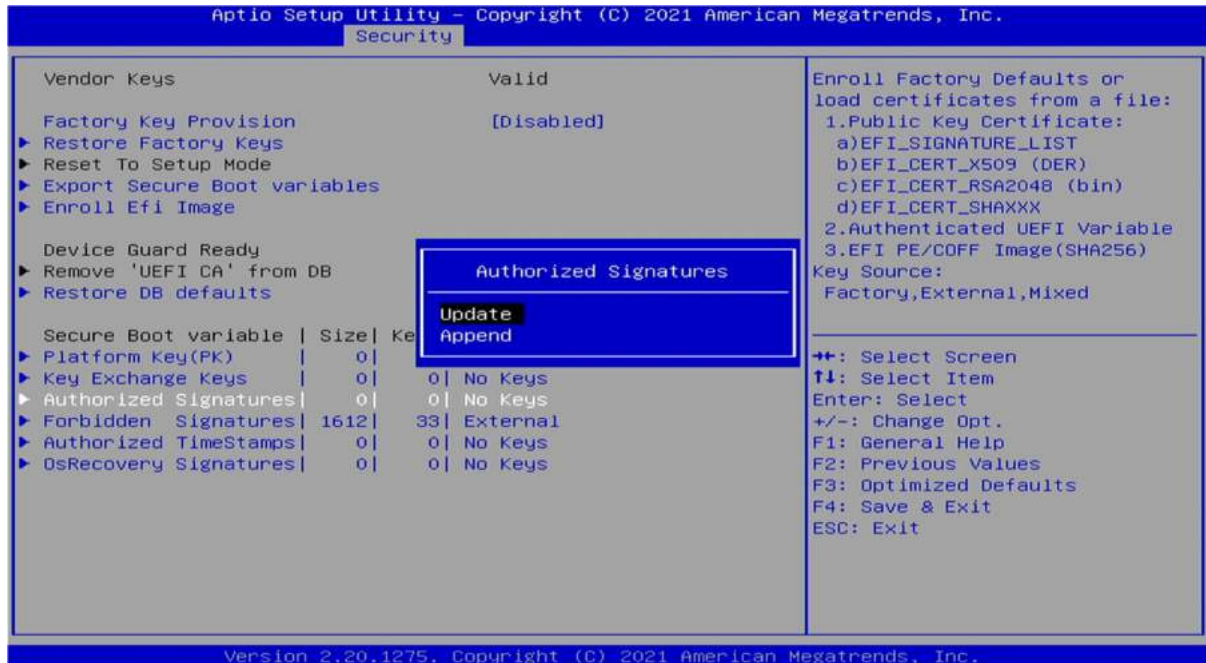 Aptio Setup Utility – Copyright (C) 2021 American Megatrends, Inc.
Security
Vendor Keys Valid
Factory Key Provision [Disabled]
▶ Restore Factory Keys
▶ Reset To Setup Mode
▶ Export Secure Boot variables
▶ Enroll Efi Image
Device Guard Ready
▶ Remove 'UEFI CA' from DB
▶ Restore DB defaults
Secure Boot variable | Size| Ke
▶ Platform Key(PK) | 0|
▶ Key Exchange Keys | 0| 0| No Keys
▶ Authorized Signatures| 0| 0| No Keys
▶ Forbidden Signatures| 1612| 33| External
▶ Authorized TimeStamps| 0| 0| No Keys
▶ OsRecovery Signatures| 0| 0| No Keys
Authorized Signatures
Update
Append
Enroll Factory Defaults or
load certificates from a file:
1.Public Key Certificate:
a)EFI_SIGNATURE_LIST
b)EFI_CERT_X509 (DER)
c)EFI_CERT_RSA2048 (bin)
d)EFI_CERT_SHAXXX
2.Authenticated UEFI Variable
3.EFI PE/COFF Image(SHA256)
Key Source:
Factory,External,Mixed
→←: Select Screen
↑↓: Select Item
Enter: Select
+/-: Change Opt.
F1: General Help
F2: Previous Values
F3: Optimized Defaults
F4: Save & Exit
ESC: Exit
Version 2.20.1275. Copyright (C) 2021 American Megatrends, Inc.